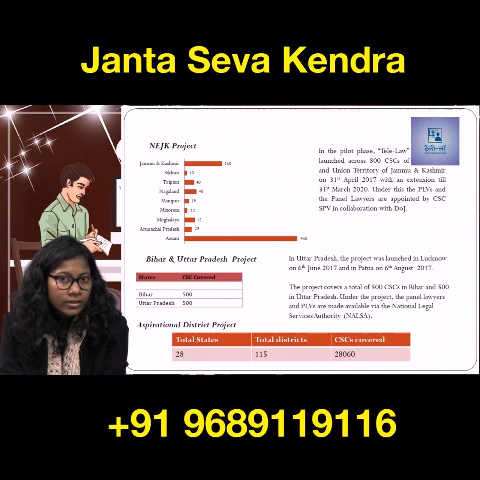 Janta Seva Kendra
NEJK Project
Jammu & Kashmir
Sikkim 10
Tripura 40
Nagaland
Manipur
Mizoram
Meghalaya
Arunachal Pradesh
Assam
टेली-लॉ
In the pilot phase, "Tele-Law"
launched across 800 CSCs of
and Union Territory of Jammu & Kashmir
on 31st April 2017 with an extension till
31st March 2020. Under this the PLVs and
the Panel Lawyers are appointed by CSC
SPV in collaboration with DoJ.
Bihar & Uttar Pradesh Project
States CSC Covered
Bihar 500
Uttar Pradesh 500
In Uttar Pradesh, the project was launched in Lucknow
on 6th June 2017 and in Patna on 6th August 2017.
The project covers a total of 500 CSCs in Bihar and 500
in Uttar Pradesh. Under the project, the panel lawyers
and PLVs are made available via the National Legal
Services Authority (NALSA).
Aspirational District Project
Total States Total districts CSCs covered
28 115 28060
+91 9689119116